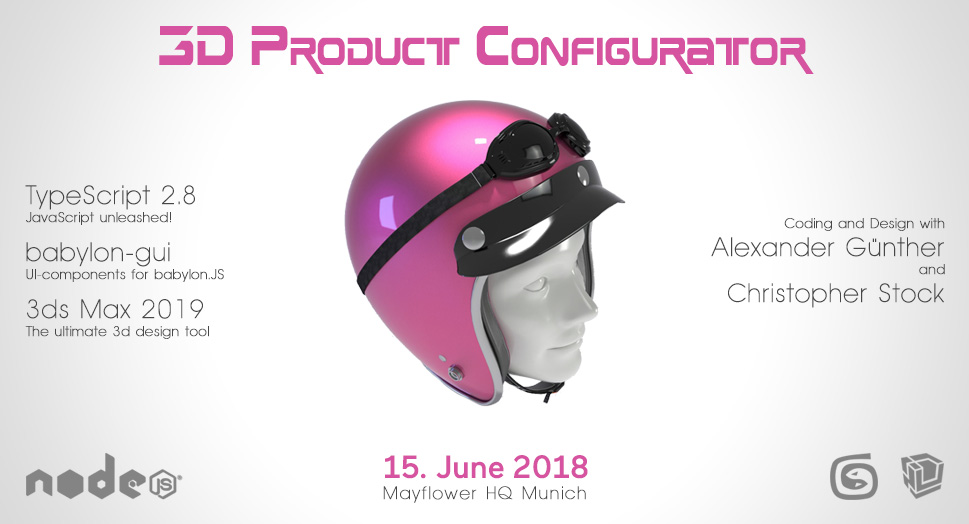 3D Product Configurator
TypeScript 2.8
JavaScript unleashed!
babylon-gui
UI-components for babylon.JS
3ds Max 2019
The ultimate 3d design tool
Coding and Design with
Alexander Günther
and
Christopher Stock
node JS
15. June 2018
Mayflower HQ Munich